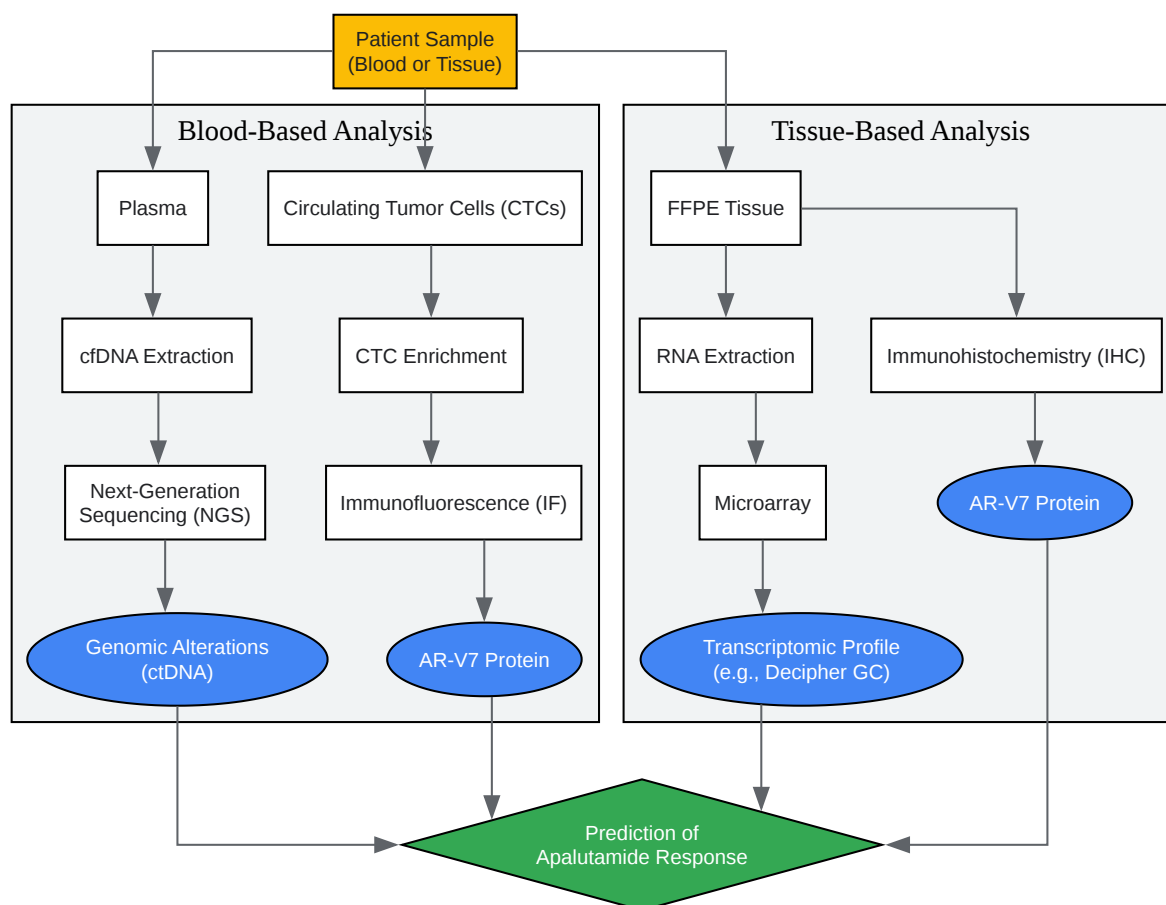 Patient Sample
(Blood or Tissue)
Blood-Based Analysis
Tissue-Based Analysis
Plasma
Circulating Tumor Cells (CTCs)
FFPE Tissue
cfDNA Extraction
CTC Enrichment
RNA Extraction
Immunohistochemistry (IHC)
Next-Generation
Sequencing (NGS)
Immunofluorescence (IF)
Microarray
AR-V7 Protein
Genomic Alterations
(ctDNA)
AR-V7 Protein
Transcriptomic Profile
(e.g., Decipher GC)
Prediction of
Apalutamide Response